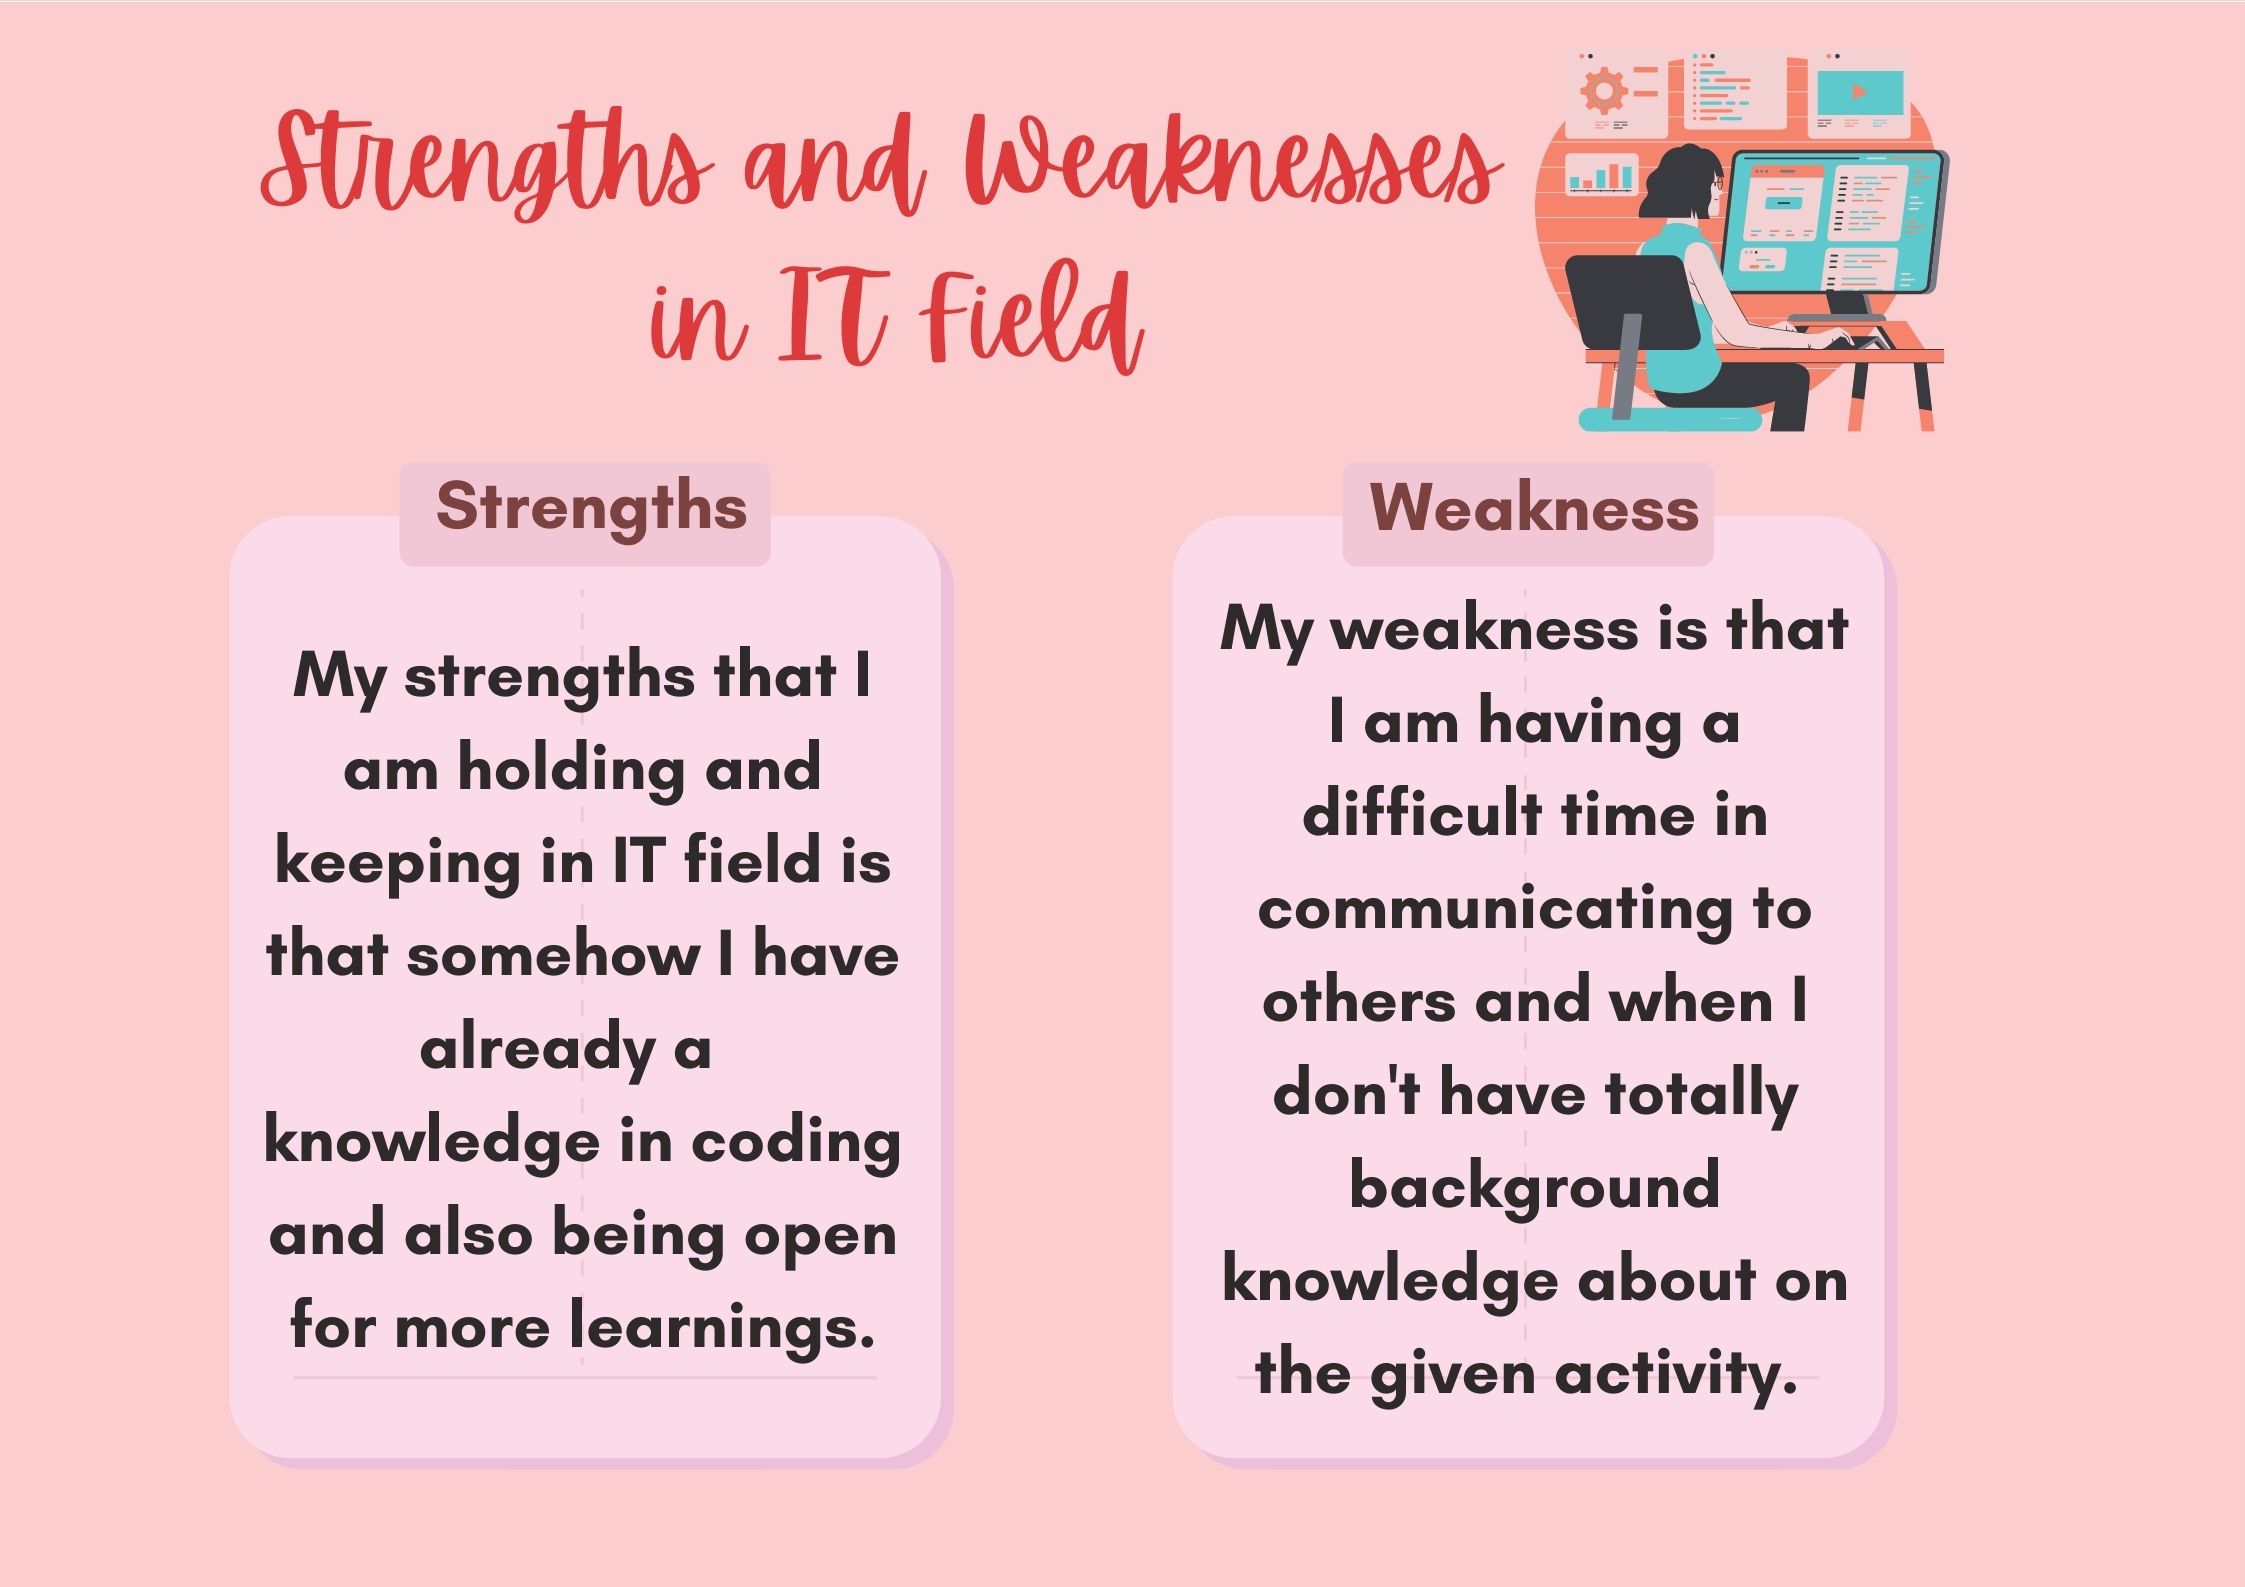 Strengths and Weaknesses
in IT Field
Strengths
My strengths that I
am holding and
keeping in IT field is
that somehow I have
already a
knowledge in coding
and also being open
for more learnings.
Weakness
My weakness is that
I am having a
difficult time in
communicating to
others and when I
don't have totally
background
knowledge about on
the given activity.